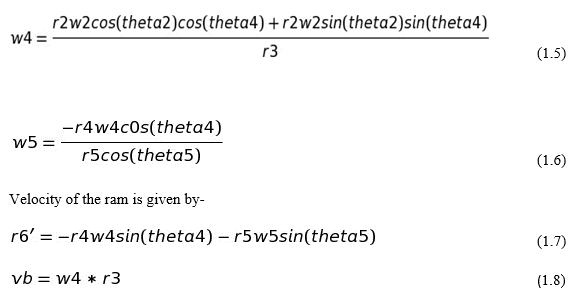 w4 = r2w2cos(theta2)cos(theta4) + r2w2sin(theta2)sin(theta4) / r3 (1.5)
w5 = −r4w4c0s(theta4) / r5cos(theta5) (1.6)
Velocity of the ram is given by-
r6′ = −r4w4sin(theta4) − r5w5sin(theta5) (1.7)
vb = w4 ∗ r3 (1.8)